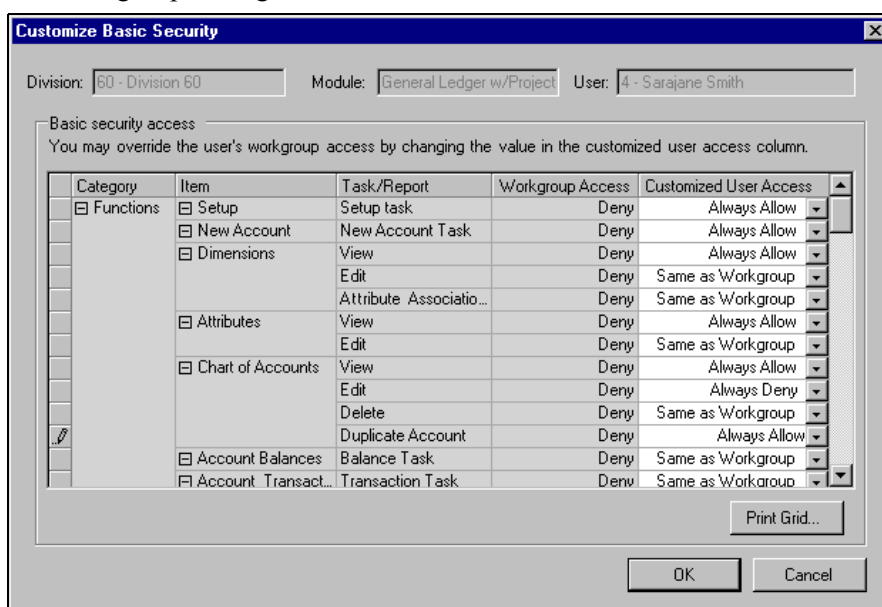 Customize Basic Security
Division: 60 - Division 60 Module: General Ledger w/Project User: 4 - Sarajane Smith
Basic security access
You may override the user's workgroup access by changing the value in the customized user access column.
Category Item Task/Report Workgroup Access Customized User Access
Functions Setup Setup task Deny Always Allow
New Account New Account Task Deny Always Allow
Dimensions View Deny Always Allow
Edit Deny Same as Workgroup
Attribute Associatio... Deny Same as Workgroup
Attributes View Deny Always Allow
Edit Deny Same as Workgroup
Chart of Accounts View Deny Always Allow
Edit Deny Always Deny
Delete Deny Same as Workgroup
Duplicate Account Deny Always Allow
Account Balances Balance Task Deny Same as Workgroup
Account Transact... Transaction Task Deny Same as Workgroup
Print Grid...
OK Cancel